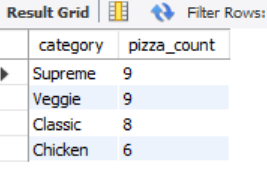 Result Grid Filter Rows:
category pizza_count
Supreme 9
Veggie 9
Classic 8
Chicken 6